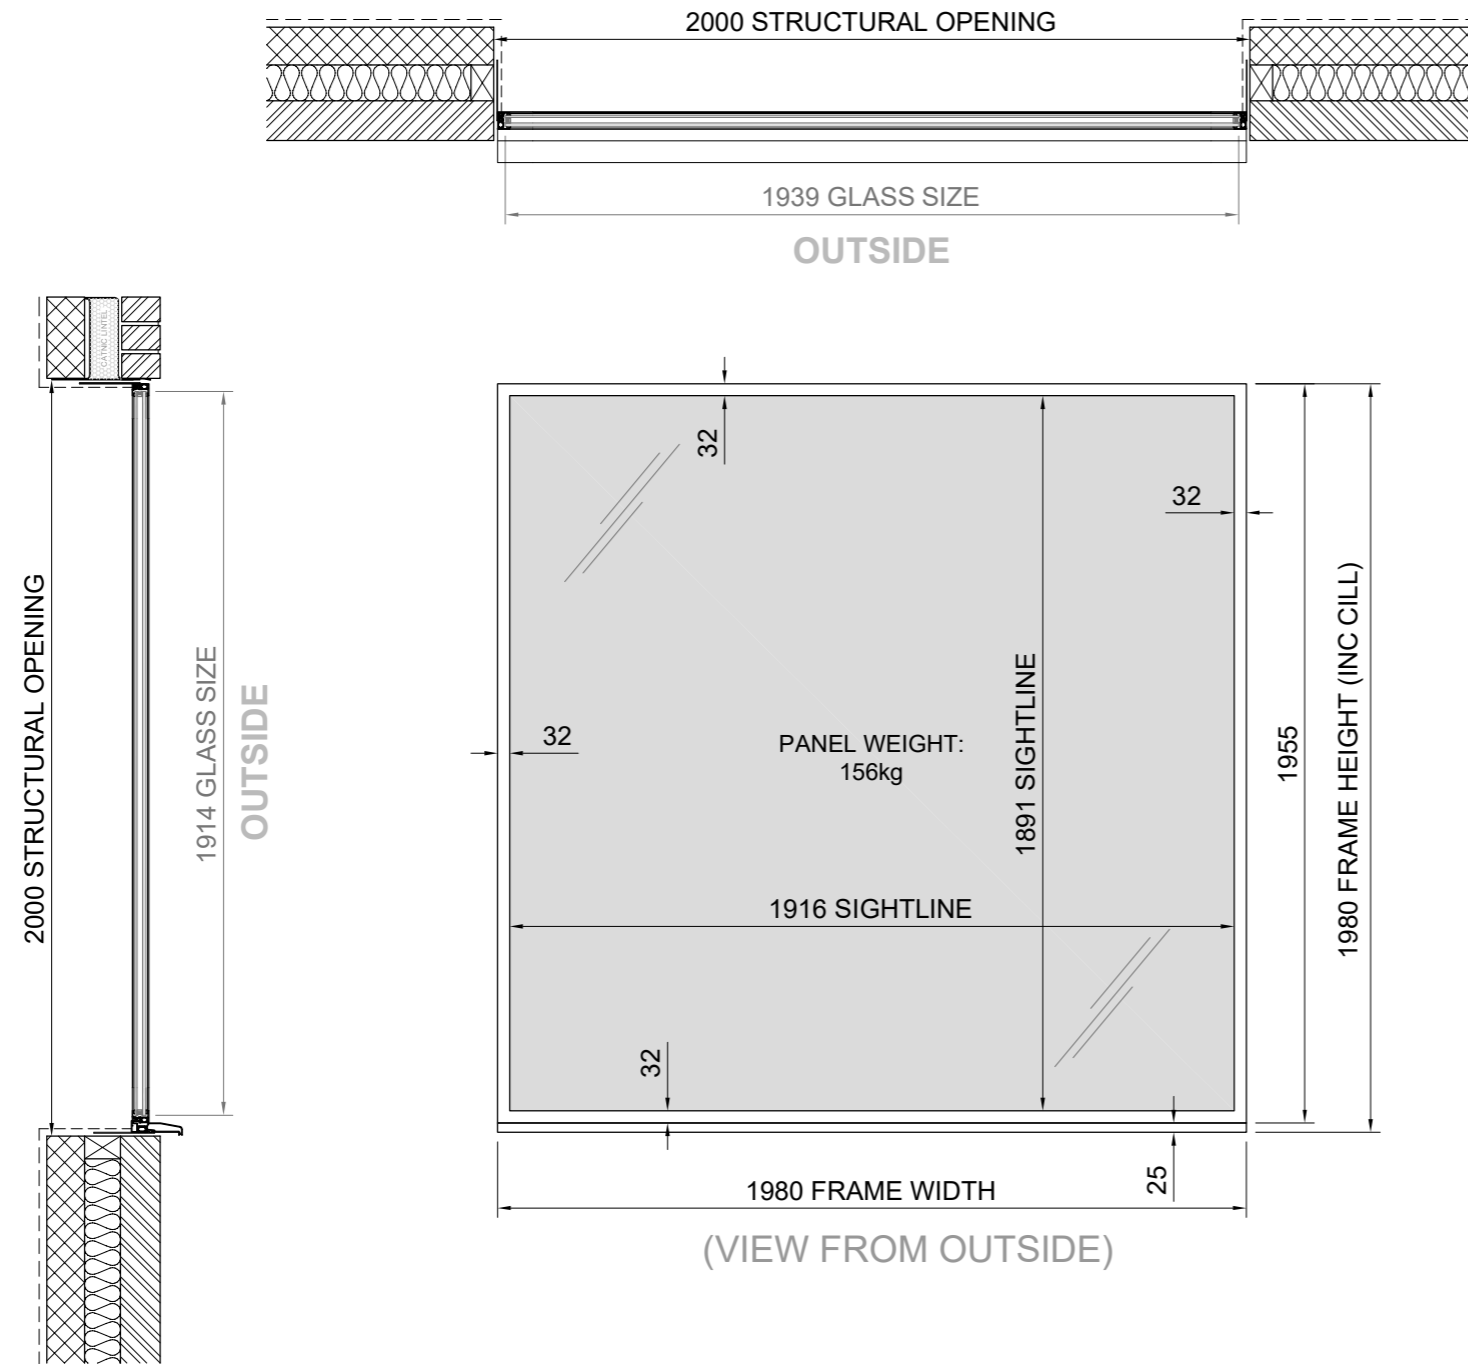 2000 STRUCTURAL OPENING
1939 GLASS SIZE
OUTSIDE
CATNIC LINTEL
2000 STRUCTURAL OPENING
1914 GLASS SIZE
OUTSIDE
32
32
32
PANEL WEIGHT:
156kg
1891 SIGHTLINE
1916 SIGHTLINE
32
1955
1980 FRAME HEIGHT (INC CILL)
25
1980 FRAME WIDTH
(VIEW FROM OUTSIDE)